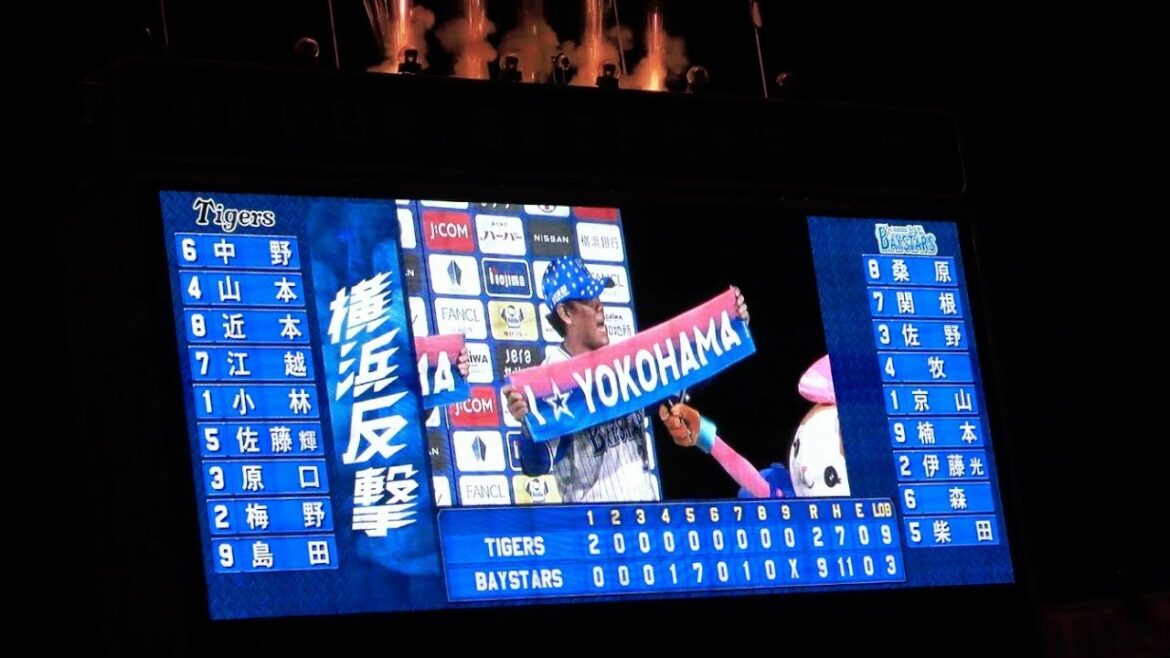 Tigers
6 中野
4 山本
8 近本
7 江越
1 小林
5 佐藤輝
3 原口
2 梅野
9 島田
横浜反撃
J:COM
ハーバー
NISSAN
横浜銀行
nojima
FANCL
Jera
MA
J:COM
FANCL
I☆YOKOHAMA
BAYSTARS
8 桑原
7 関根
3 佐野
4 牧
1 京山
9 楠本
2 伊藤光
6 森
5 柴田
1 2 3 4 5 6 7 8 9 R H E LOB
TIGERS 2 0 0 0 0 0 0 0 0 2 7 0 9
BAYSTARS 0 0 0 1 7 0 1 0 X 9 11 0 3